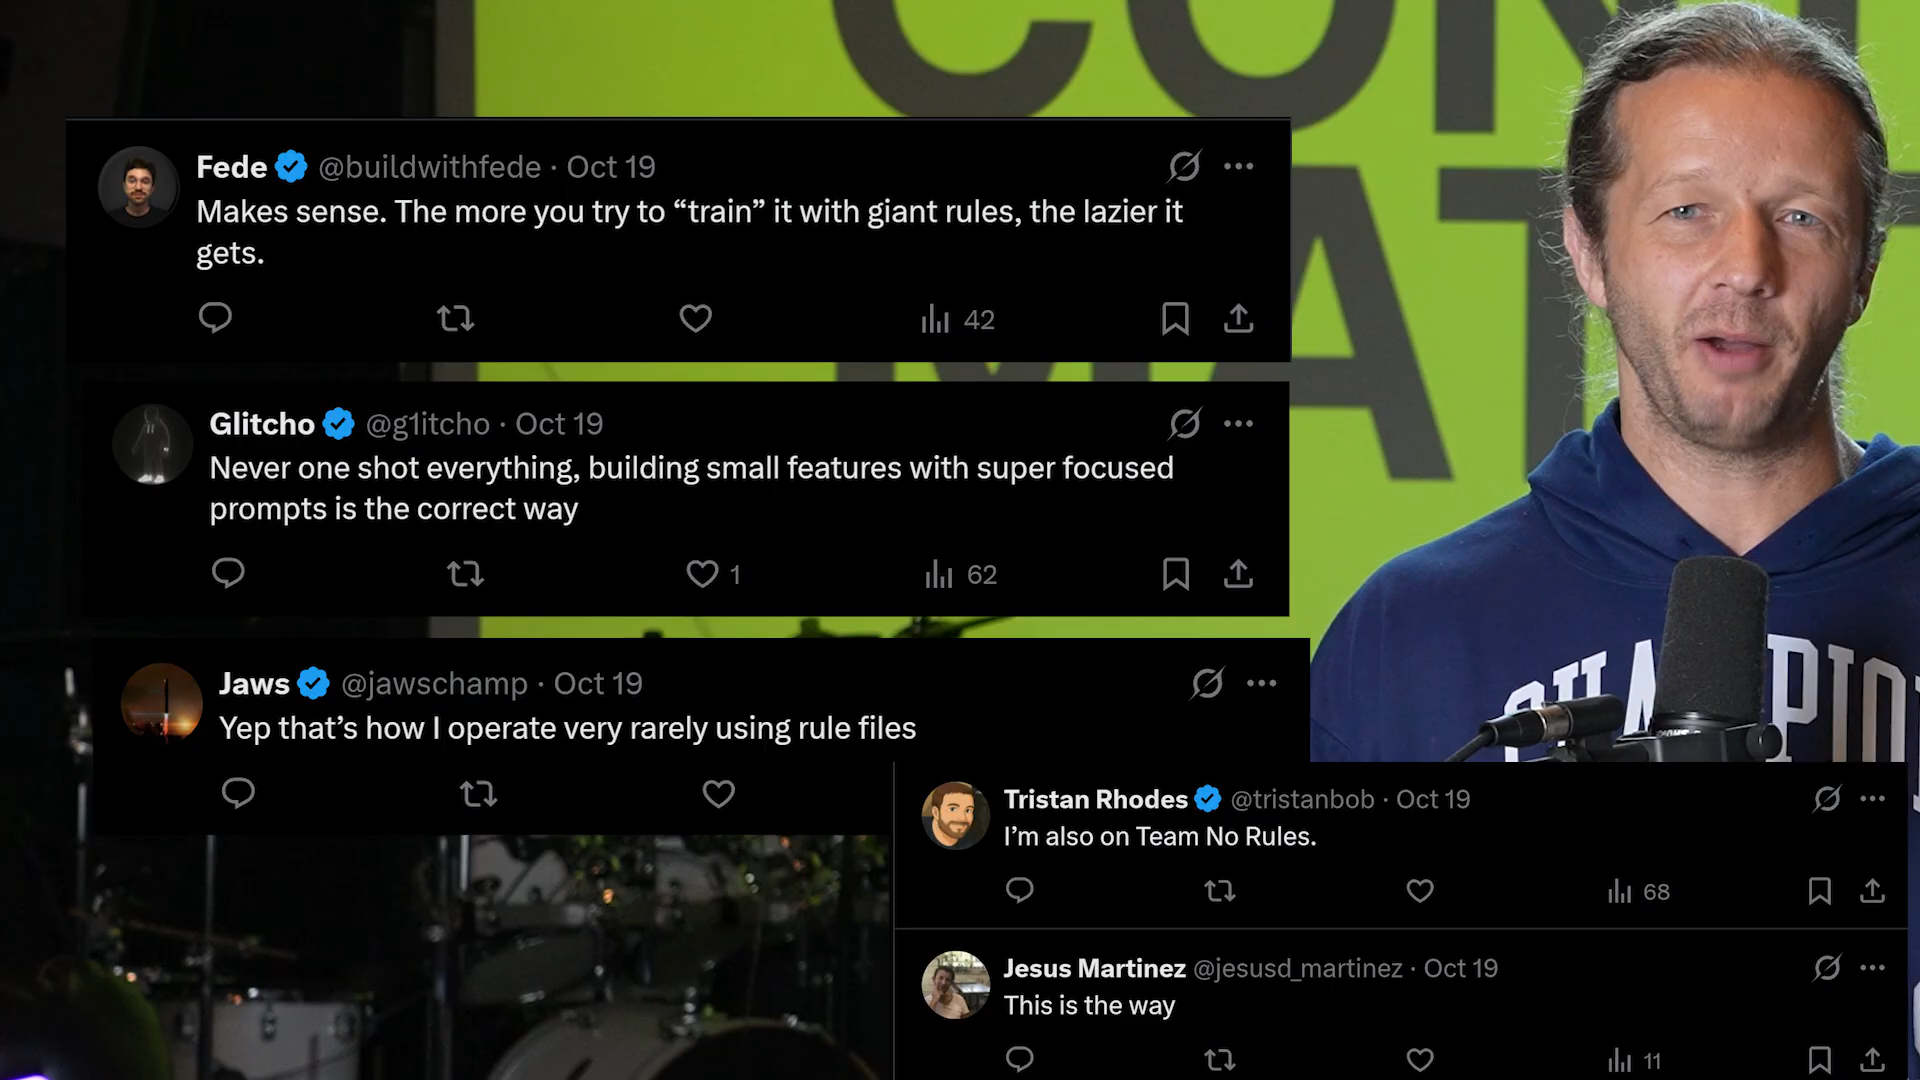 CONT
MAT
Fede @buildwithfede · Oct 19
Makes sense. The more you try to “train” it with giant rules, the lazier it
gets.
42
Glitcho @g1itcho · Oct 19
Never one shot everything, building small features with super focused
prompts is the correct way
1 62
Jaws @jawschamp · Oct 19
Yep that’s how I operate very rarely using rule files
CHAMPIO
Tristan Rhodes @tristanbob · Oct 19
I’m also on Team No Rules.
68
Jesus Martinez @jesusd_martinez · Oct 19
This is the way
11